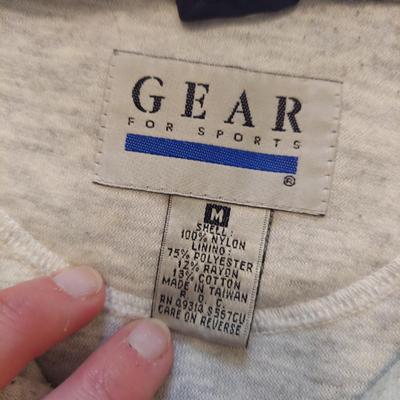 GEAR
FOR SPORTS
®
M
SHELL:
100% NYLON
LINING:
75% POLYESTER
12% RAYON
13% COTTON
MADE IN TAIWAN
R. O. C.
CARE ON REVERSE